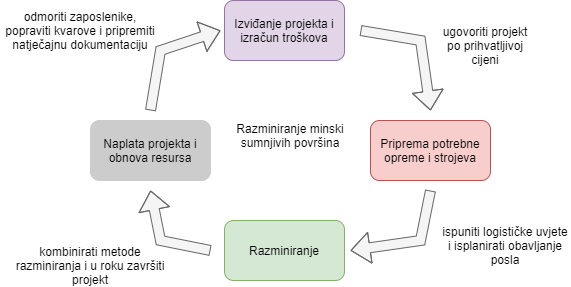 odmoriti zaposlenike,
popraviti kvarove i pripremiti
natječajnu dokumentaciju
Izviđanje projekta i
izračun troškova
ugovoriti projekt
po prihvatljivoj
cijeni
Naplata projekta i
obnova resursa
Razminiranje minski
sumnjivih površina
Priprema potrebne
opreme i strojeva
ispuniti logističke uvjete
i isplanirati obavljanje
posla
Razminiranje
kombinirati metode
razminiranja i u roku završiti
projekt